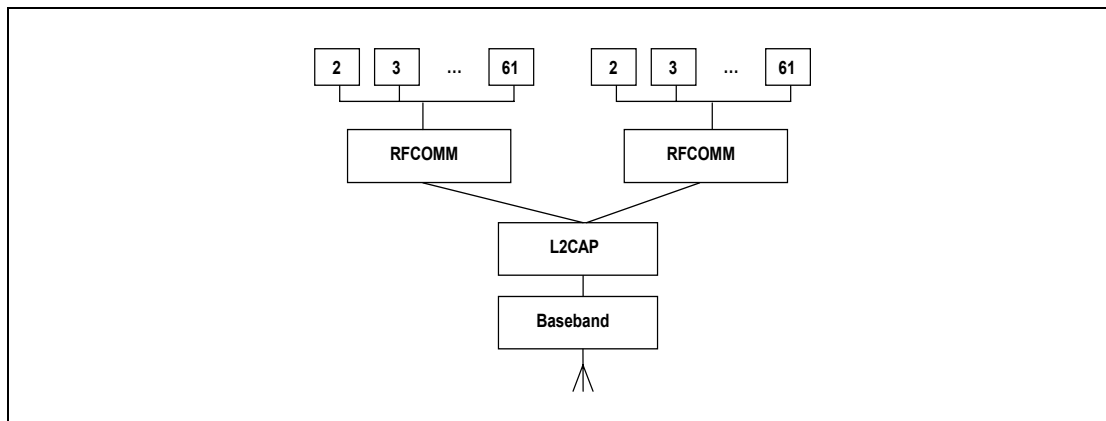 2 3 ... 61 2 3 ... 61
RFCOMM RFCOMM
L2CAP
Baseband